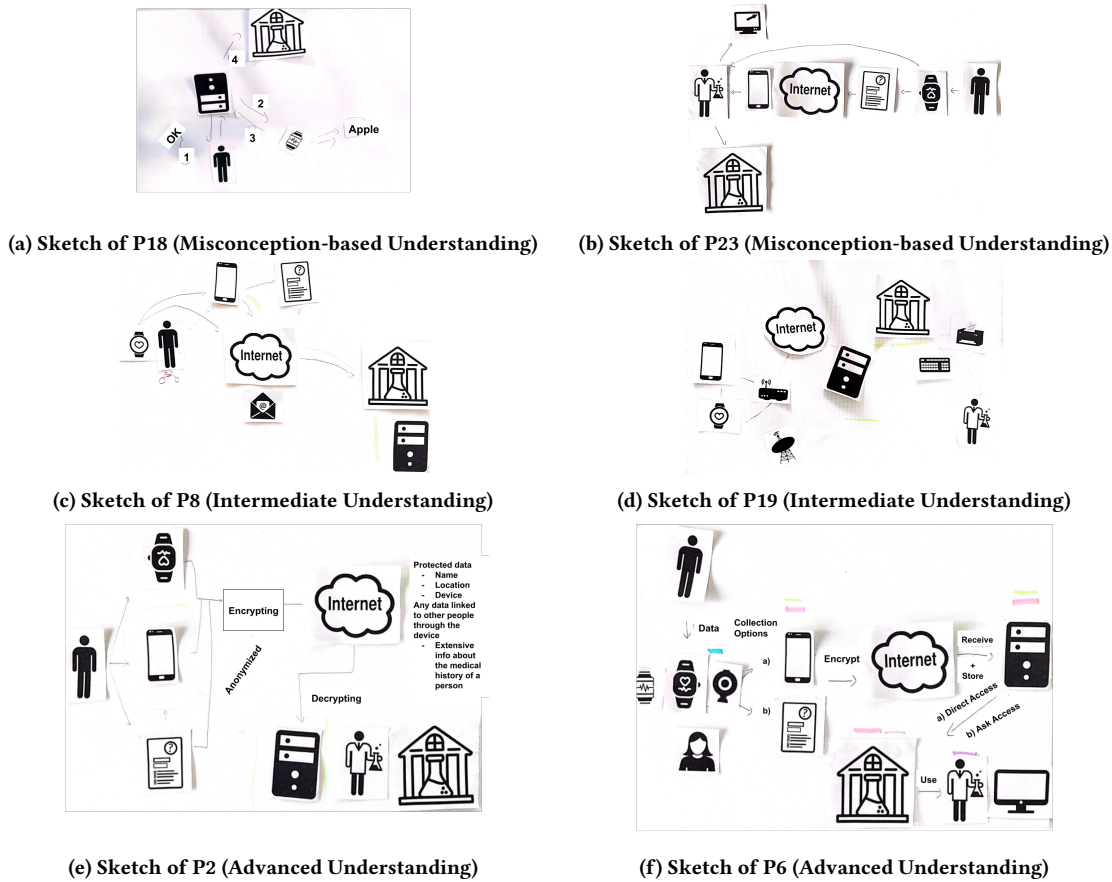 4
2
3
OK
1
Apple
Internet
?
(a) Sketch of P18 (Misconception-based Understanding)
(b) Sketch of P23 (Misconception-based Understanding)
?
Internet
@
Internet
(c) Sketch of P8 (Intermediate Understanding)
(d) Sketch of P19 (Intermediate Understanding)
Encrypting
Internet
Anonymized
Decrypting
?
Protected data
- Name
- Location
- Device
Any data linked
to other people
through the
device
- Extensive
info about
the medical
history of a
person
Data
Collection
Options
a)
b)
?
Encrypt
Internet
Receive
+
Store
a) Direct Access
b) Ask Access
Use
(e) Sketch of P2 (Advanced Understanding)
(f) Sketch of P6 (Advanced Understanding)